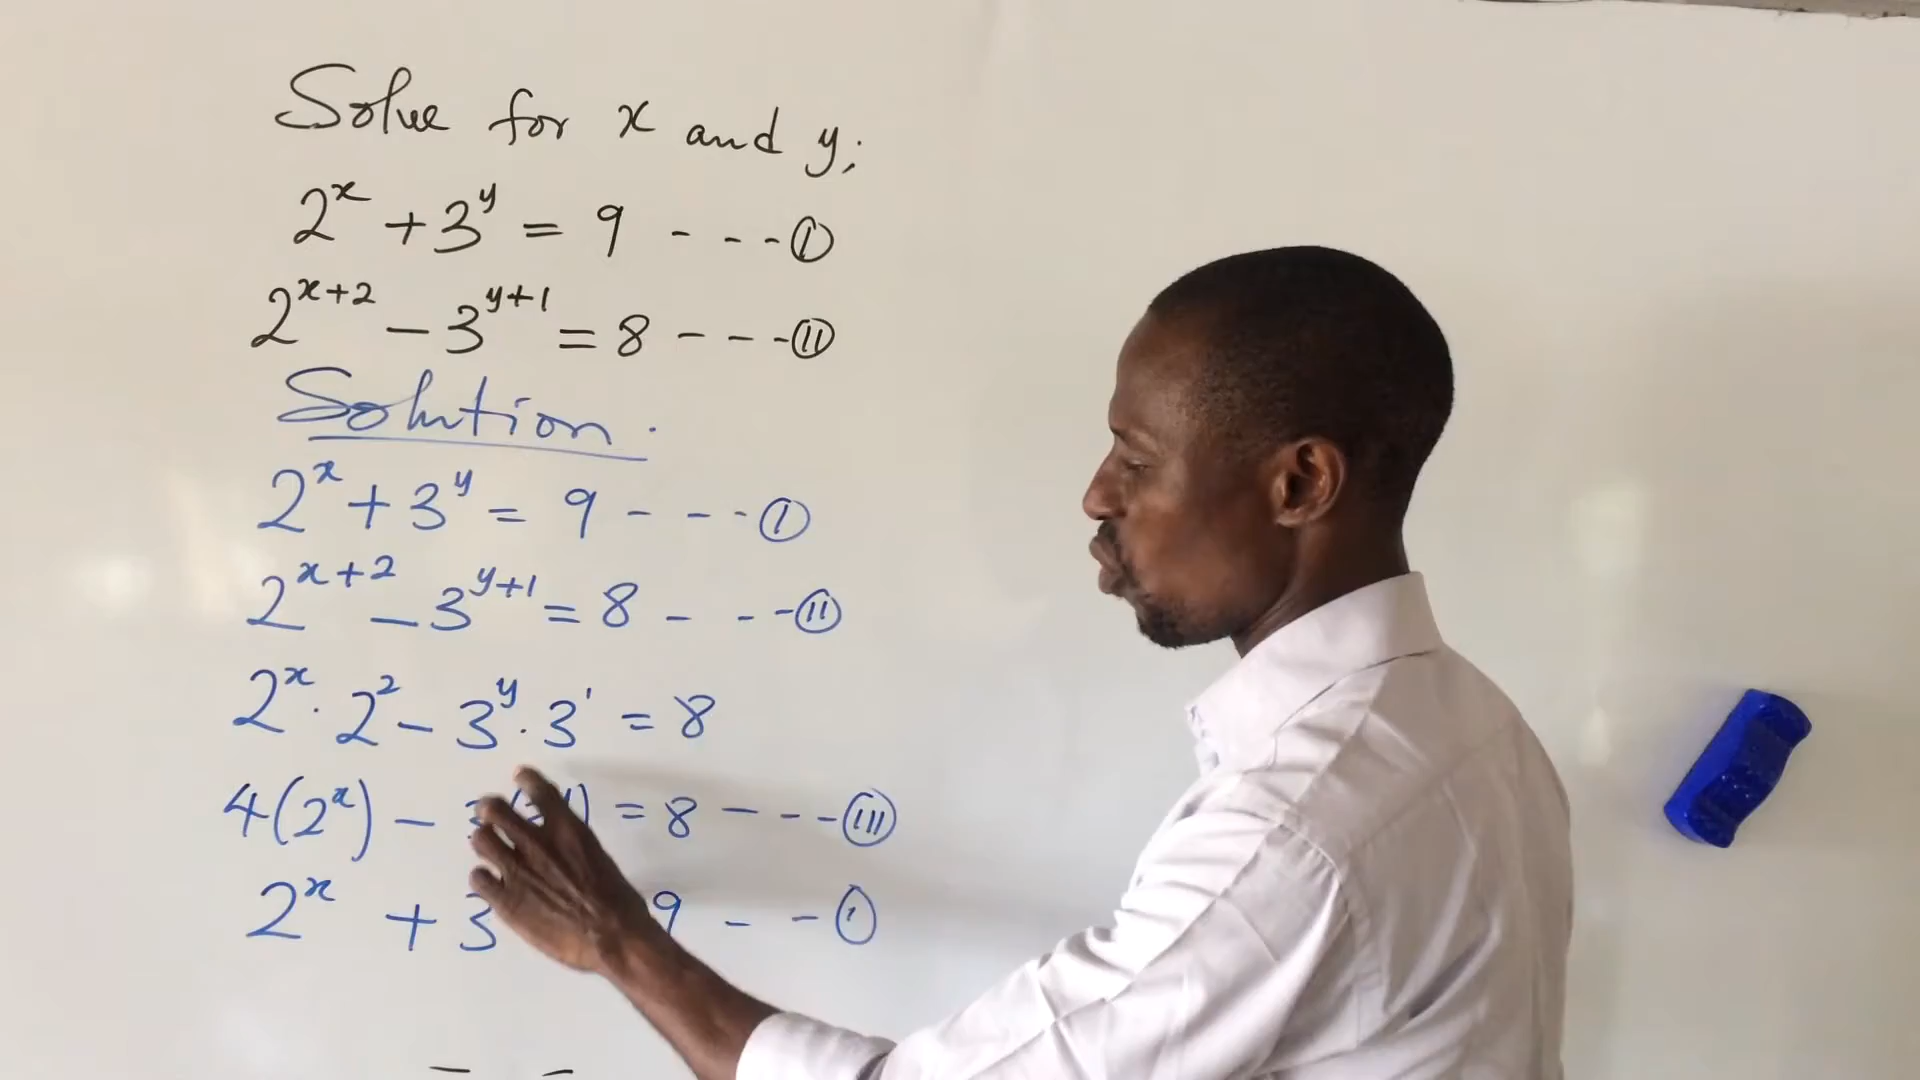 Solve for x and y;
2^x + 3^y = 9 - - - (I)
2^(x+2) - 3^(y+1) = 8 - - - (II)
Solution.
2^x + 3^y = 9 - - - (I)
2^(x+2) - 3^(y+1) = 8 - - - (II)
2^x · 2^2 - 3^y · 3^1 = 8
4(2^x) - = 8 - - - (III)
2^x + 3 9 - - (I)